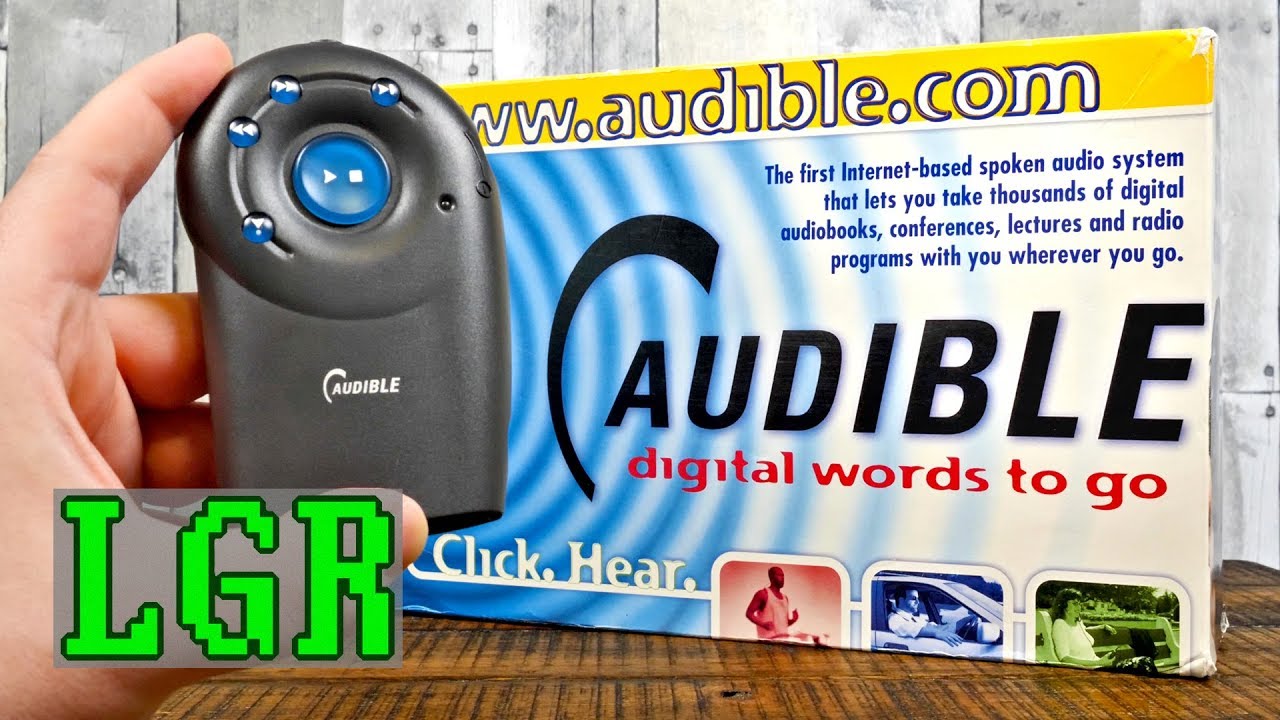 www.audible.com
The first Internet-based spoken audio system
that lets you take thousands of digital
audiobooks, conferences, lectures and radio
programs with you wherever you go.
AUDIBLE
digital words to go
AUDIBLE
Click. Hear.
LGR